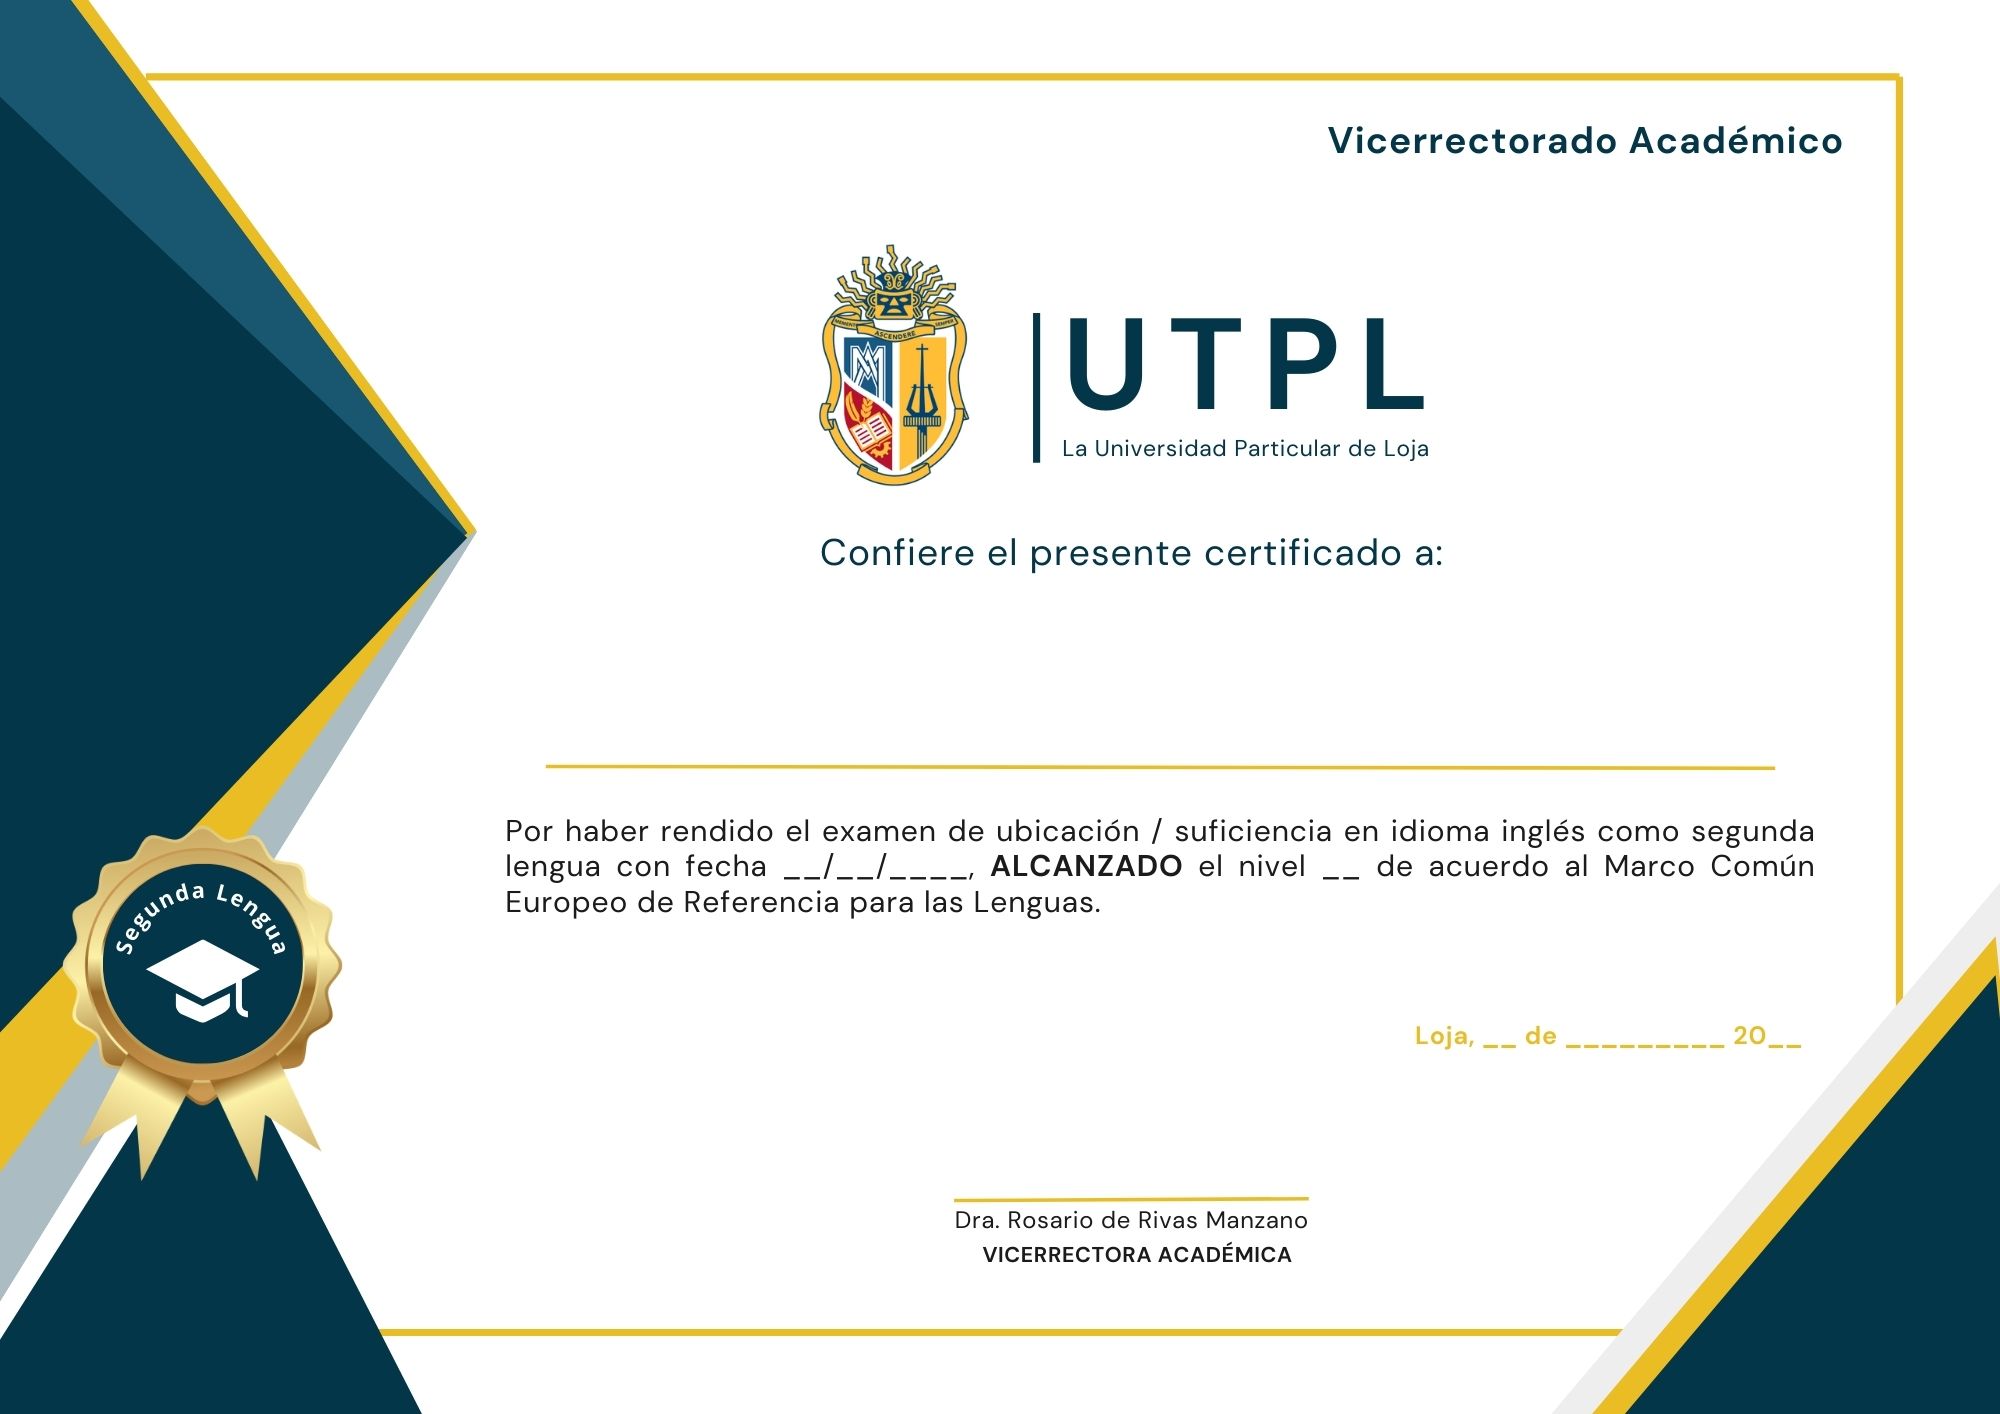 Vicerrectorado Académico
MEMENTO ASCENDERE SEMPER
UTPL
La Universidad Particular de Loja
Confiere el presente certificado a:
Por haber rendido el examen de ubicación / suficiencia en idioma inglés como segunda
lengua con fecha __/__/____, ALCANZADO el nivel __ de acuerdo al Marco Común
Europeo de Referencia para las Lenguas.
Segunda Lengua
Loja, __ de _________ 20__
Dra. Rosario de Rivas Manzano
VICERRECTORA ACADÉMICA